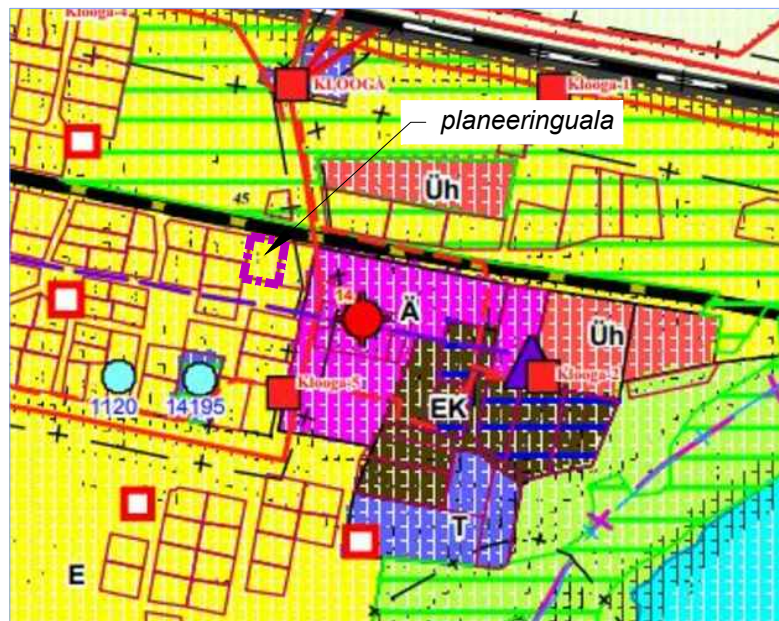 Klooga-4
KLOOGA
Klooga-1
planeeringuala
45
Üh
14
Ä
Üh
1120
14195
Klooga-5
Klooga-2
EK
T
E